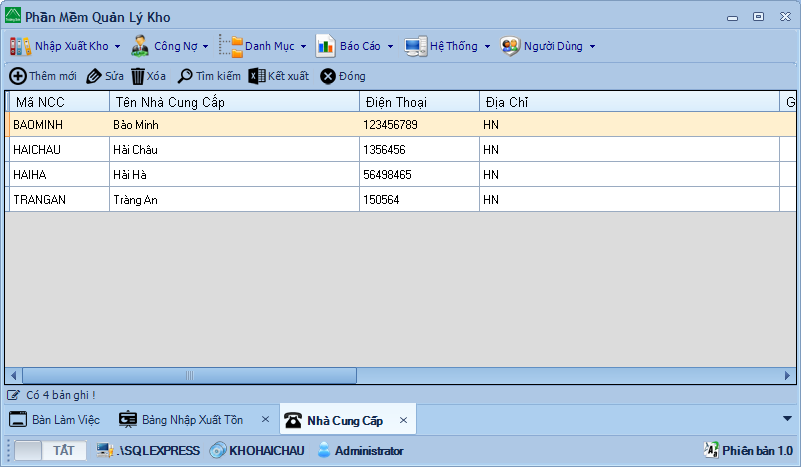 Phần Mềm Quản Lý Kho
Nhập Xuất Kho Công Nợ Danh Mục Báo Cáo Hệ Thống Người Dùng
Thêm mới Sửa Xóa Tìm kiếm Kết xuất Đóng
Mã NCC Tên Nhà Cung Cấp Điện Thoại Địa Chỉ G
BAOMINH Bảo Minh 123456789 HN
HAICHAU Hải Châu 1356456 HN
HAIHA Hải Hà 56498465 HN
TRANGAN Tràng An 150564 HN
Có 4 bản ghi !
Bàn Làm Việc Bảng Nhập Xuất Tồn Nhà Cung Cấp
TẮT .\SQLEXPRESS KHOHAICHAU Administrator Phiên bản 1.0